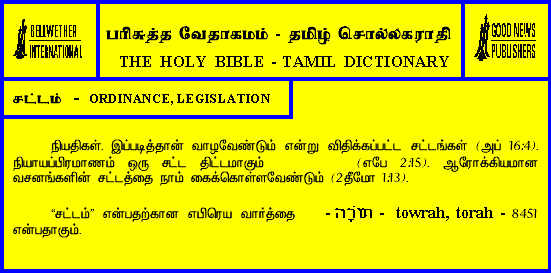 BELLWETHER
INTERNATIONAL
பரிசுத்த வேதாகமம் - தமிழ் சொல்லகராதி
THE HOLY BIBLE - TAMIL DICTIONARY
GOOD NEWS
PUBLISHERS
சட்டம் - ORDINANCE, LEGISLATION
நியதிகள். இப்படித்தான் வாழவேண்டும் என்று விதிக்கப்பட்ட சட்டங்கள் (அப் 16:4).
நியாயப்பிரமாணம் ஒரு சட்ட திட்டமாகும் (எபே 2:15). ஆரோக்கியமான
வசனங்களின் சட்டத்தை நாம் கைக்கொள்ளவேண்டும் (2தீமோ 1:13).
“சட்டம்” என்பதற்கான எபிரெய வார்த்தை - תּוֹרָה - towrah, torah - 8451
என்பதாகும்.